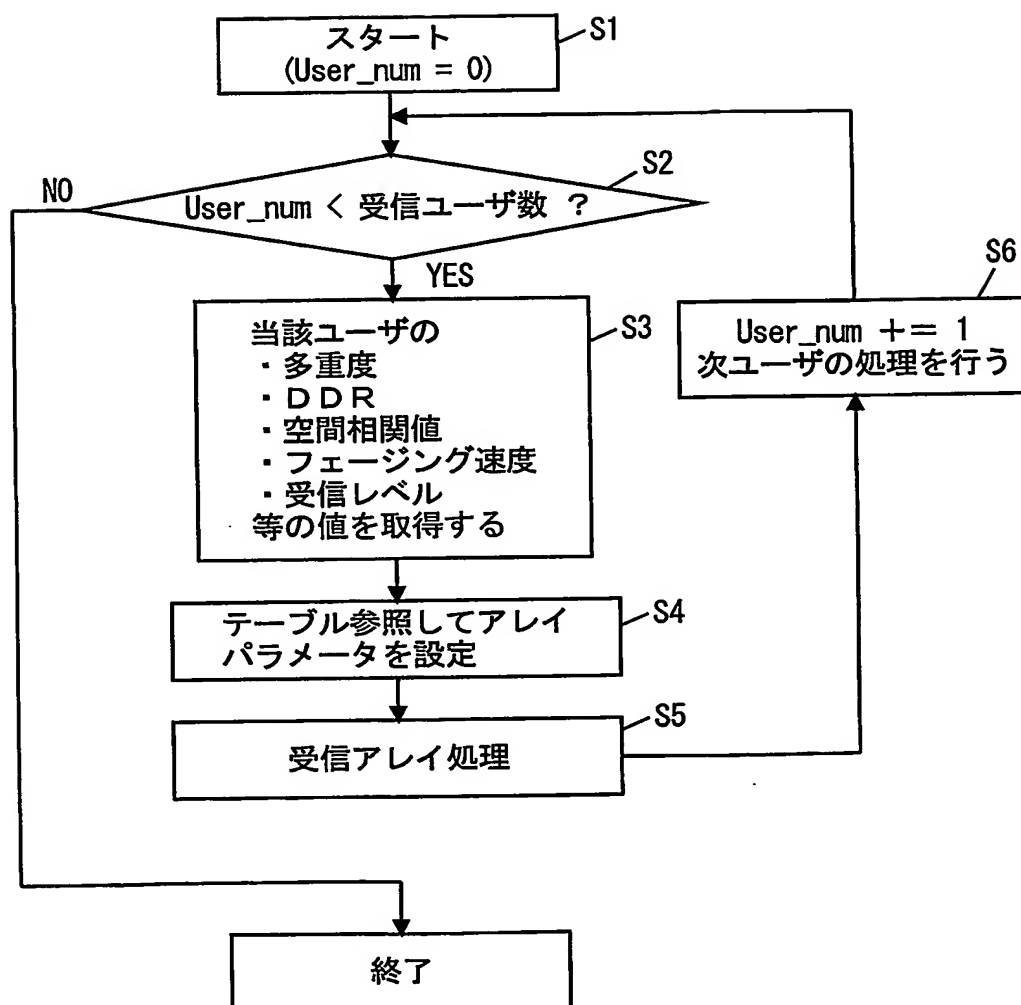 スタート
(User_num = 0)
S1
S2
NO
User_num < 受信ユーザ数 ?
YES
S3
当該ユーザの
・多重度
・DDR
・空間相関値
・フェージング速度
・受信レベル
等の値を取得する
S6
User_num += 1
次ユーザの処理を行う
S4
テーブル参照してアレイ
パラメータを設定
S5
受信アレイ処理
終了